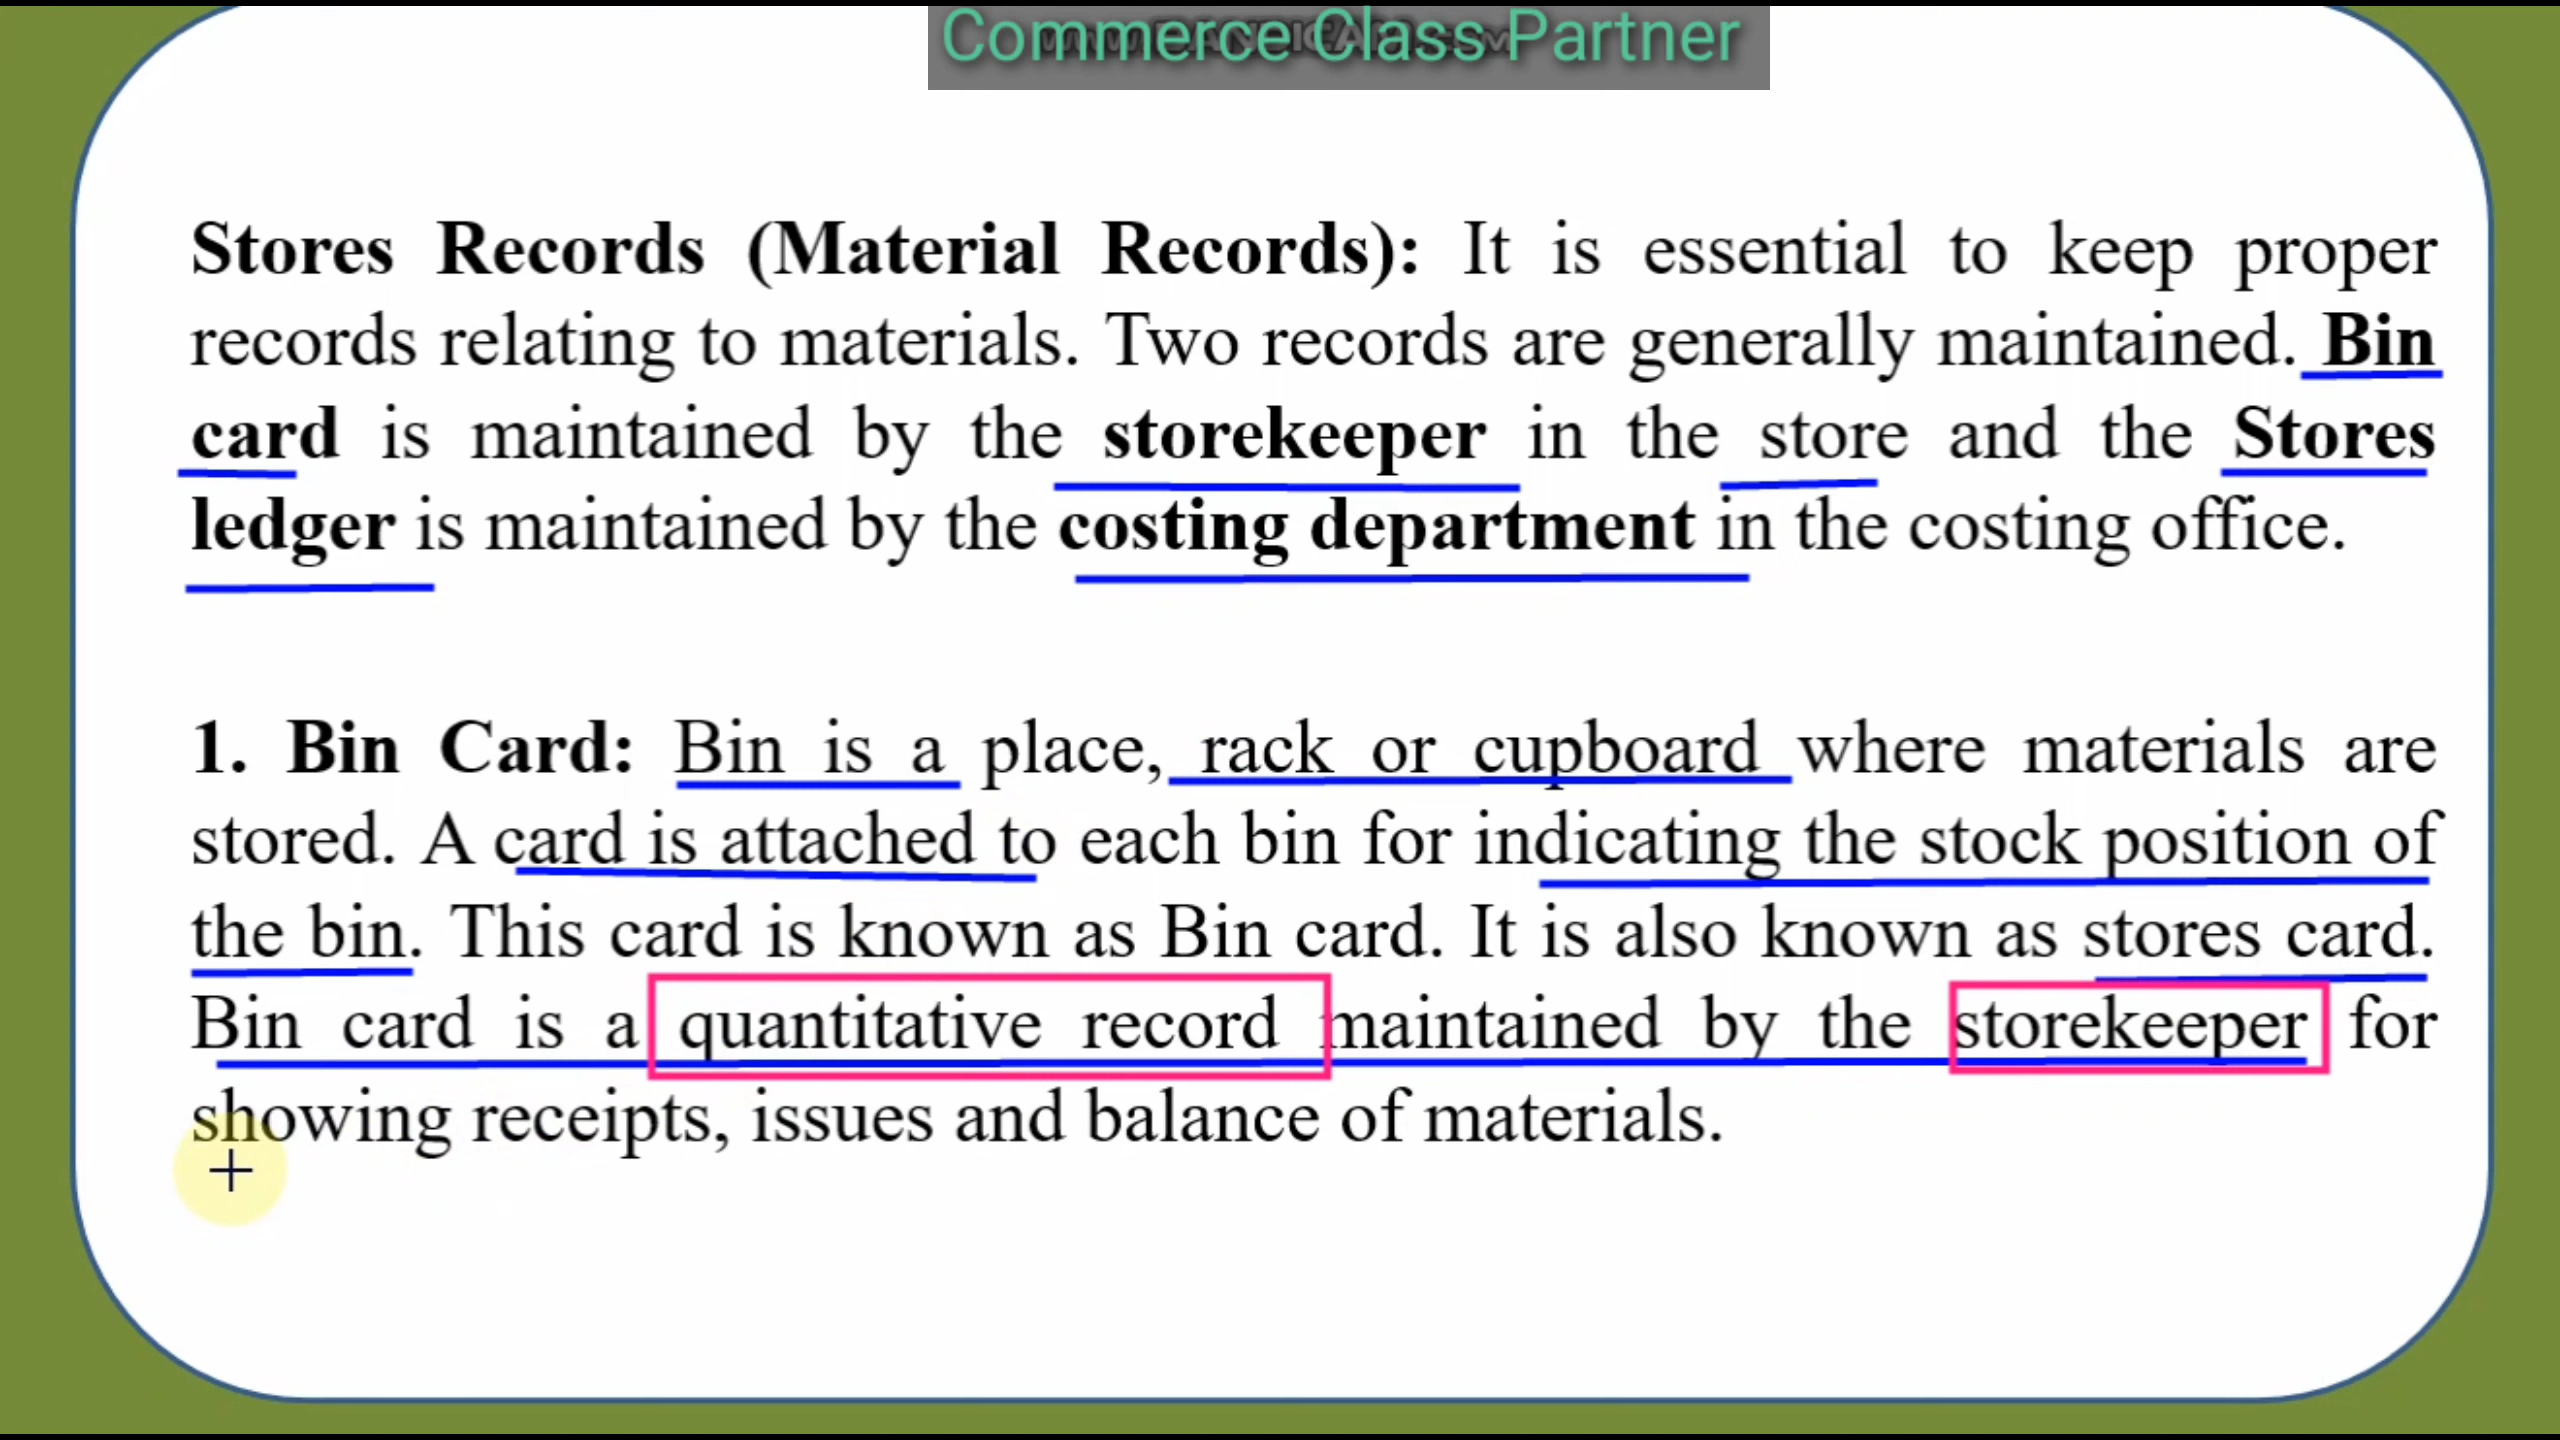 Commerce Class Partner
Stores Records (Material Records): It is essential to keep proper
records relating to materials. Two records are generally maintained. Bin
card is maintained by the storekeeper in the store and the Stores
ledger is maintained by the costing department in the costing office.
1. Bin Card: Bin is a place, rack or cupboard where materials are
stored. A card is attached to each bin for indicating the stock position of
the bin. This card is known as Bin card. It is also known as stores card.
Bin card is a quantitative record maintained by the storekeeper for
showing receipts, issues and balance of materials.